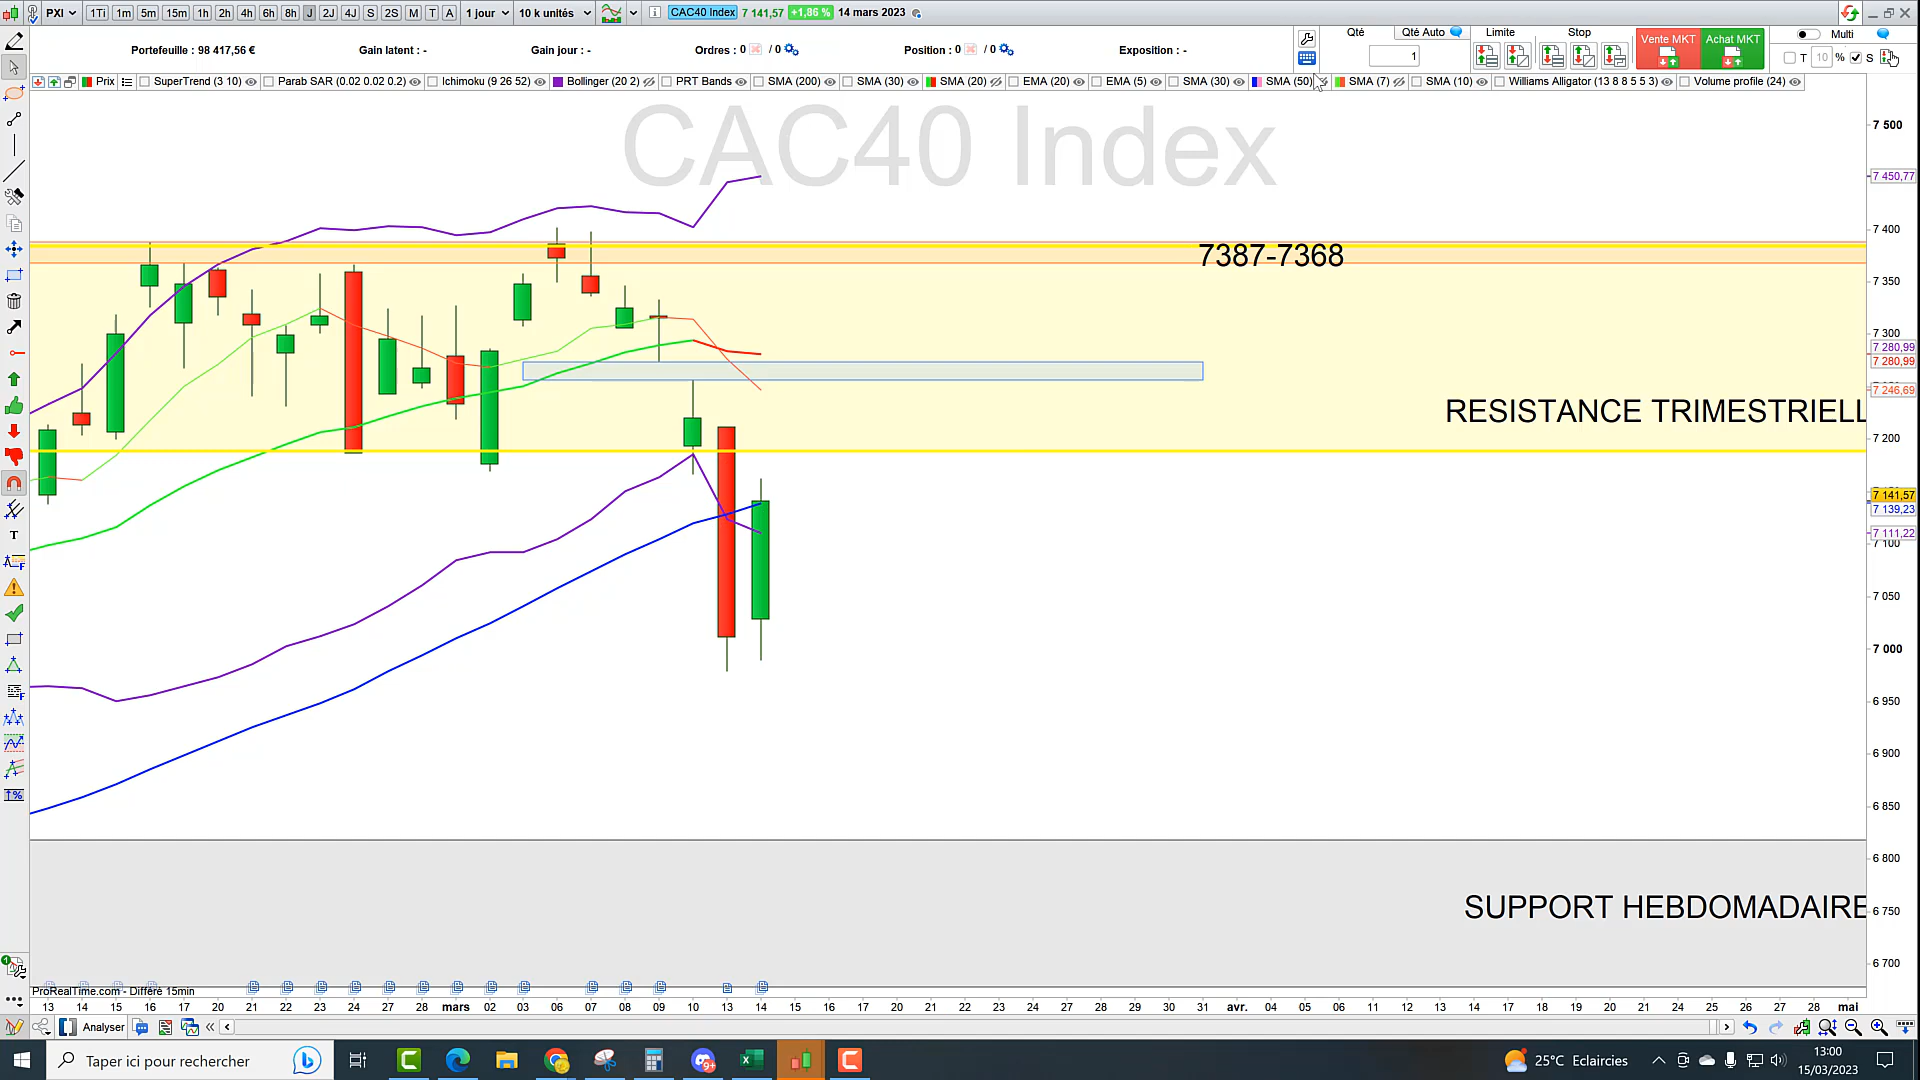 PXI 1Ti 1m 5m 15m 1h 2h 4h 6h 8h J 2J 4J S 2S M T A 1 jour 10 k unités CAC40 Index 7 141,57 +1,86 % 14 mars 2023
Portefeuille : 98 417,56 € Gain latent : - Gain jour : - Ordres : 0 / 0 Position : 0 / 0 Exposition : -
Qté Qté Auto Limite Stop Vente MKT Achat MKT Multi
1 T 10 % S
Prix SuperTrend (3 10) Parab SAR (0.02 0.02 0.2) Ichimoku (9 26 52) Bollinger (20 2) PRT Bands SMA (200) SMA (30) SMA (20) EMA (20) EMA (5) SMA (30) SMA (50) SMA (7) SMA (10) Williams Alligator (13 8 8 5 5 3) Volume profile (24)
CAC40 Index
7 500
7 450,77
7 400
7387-7368
7 350
7 300
7 280,99
7 280,99
7 246,69
RESISTANCE TRIMESTRIELL
7 200
7 141,57
7 139,23
7 111,22
7 100
7 050
7 000
6 950
6 900
6 850
6 800
SUPPORT HEBDOMADAIRE
6 750
6 700
ProRealTime.com - Différé 15min
13 14 15 16 17 20 21 22 23 24 27 28 mars 02 03 06 07 08 09 10 13 14 15 16 17 20 21 22 23 24 27 28 29 30 31 avr. 03 04 05 06 11 12 13 14 17 18 19 20 21 24 25 26 27 28 mai
Analyser
Taper ici pour rechercher
25°C Eclaircies
13:00
15/03/2023